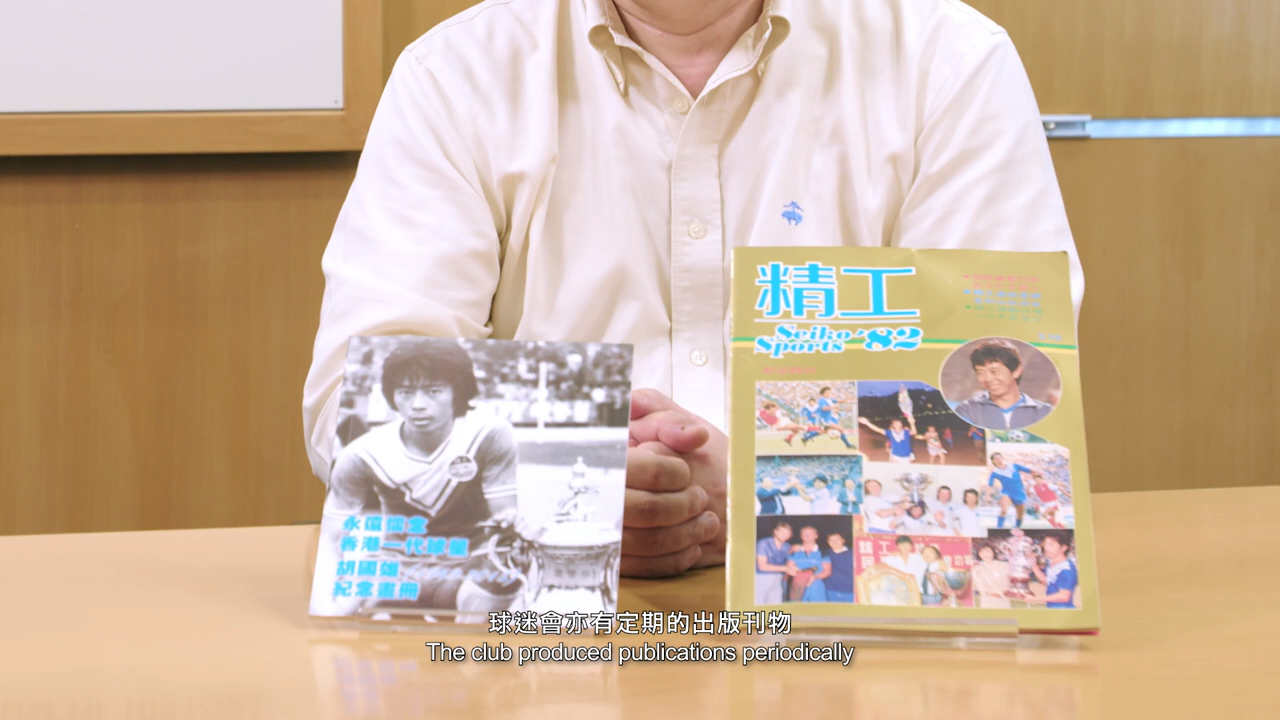 精工
Seiko
Sports '82
永遠懷念
香港一代球星
胡國雄
紀念畫冊
球迷會亦有定期的出版刊物
The club produced publications periodically